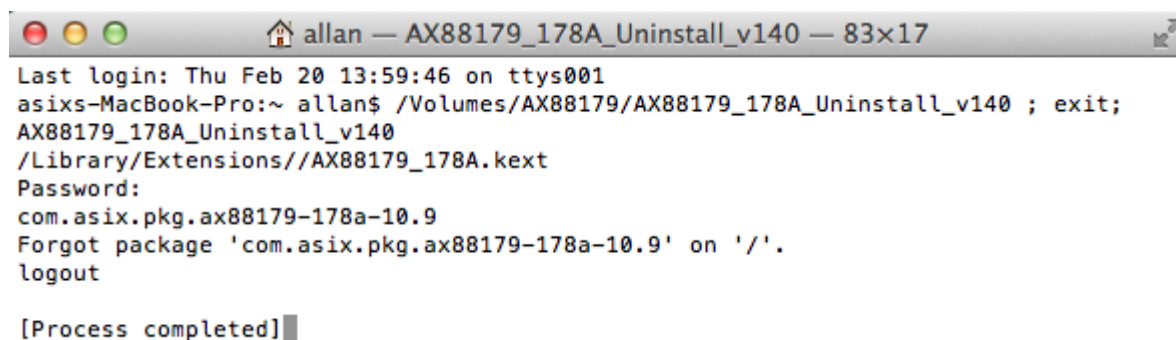 allan — AX88179_178A_Uninstall_v140 — 83×17
Last login: Thu Feb 20 13:59:46 on ttys001
asixs-MacBook-Pro:~ allan$ /Volumes/AX88179/AX88179_178A_Uninstall_v140 ; exit;
AX88179_178A_Uninstall_v140
/Library/Extensions//AX88179_178A.kext
Password:
com.asix.pkg.ax88179-178a-10.9
Forgot package 'com.asix.pkg.ax88179-178a-10.9' on '/'.
logout
[Process completed]